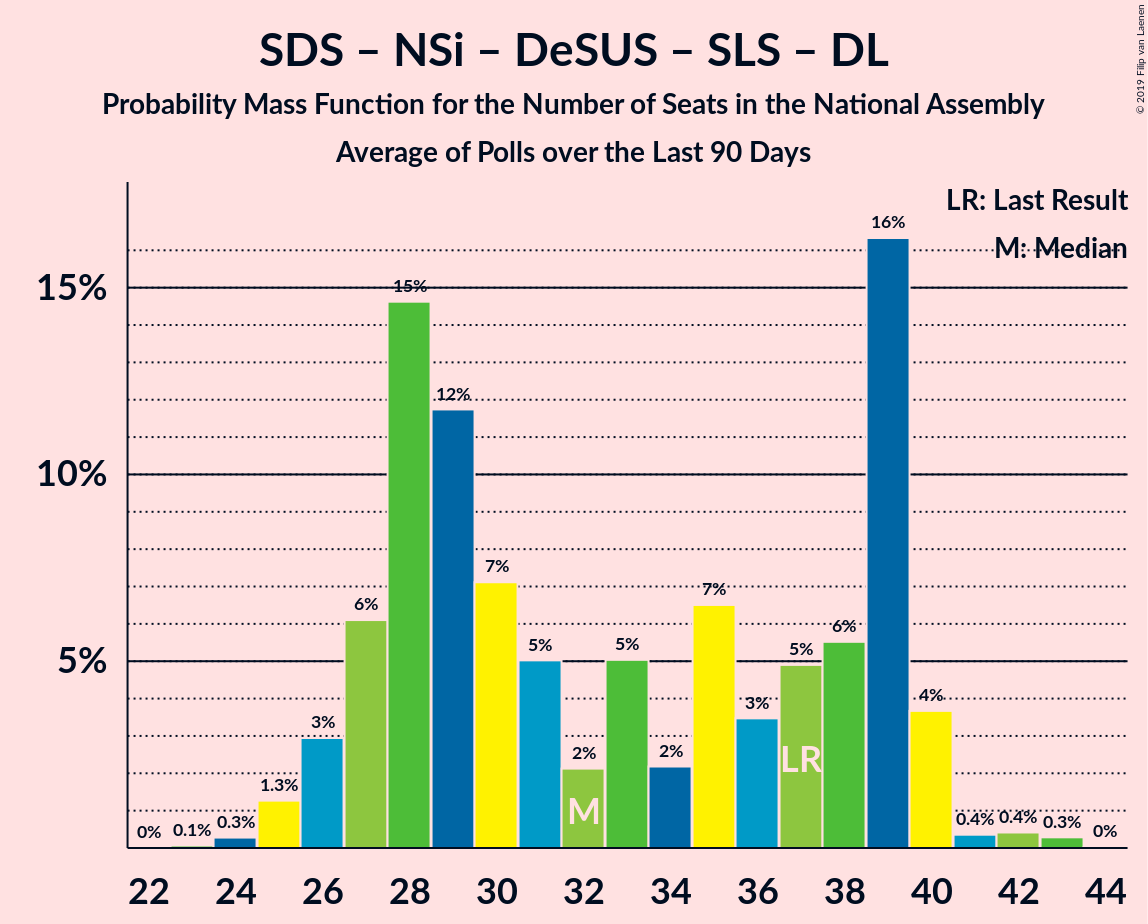 SDS – NSi – DeSUS – SLS – DL
Probability Mass Function for the Number of Seats in the National Assembly
Average of Polls over the Last 90 Days
© 2019 Filip van Laenen
LR: Last Result
M: Median
15%
10%
5%
0%
0.1%
0.3%
1.3%
3%
6%
15%
12%
7%
5%
2%
5%
2%
7%
3%
5%
6%
16%
4%
0.4%
0.4%
0.3%
0%
M
LR
22 24 26 28 30 32 34 36 38 40 42 44